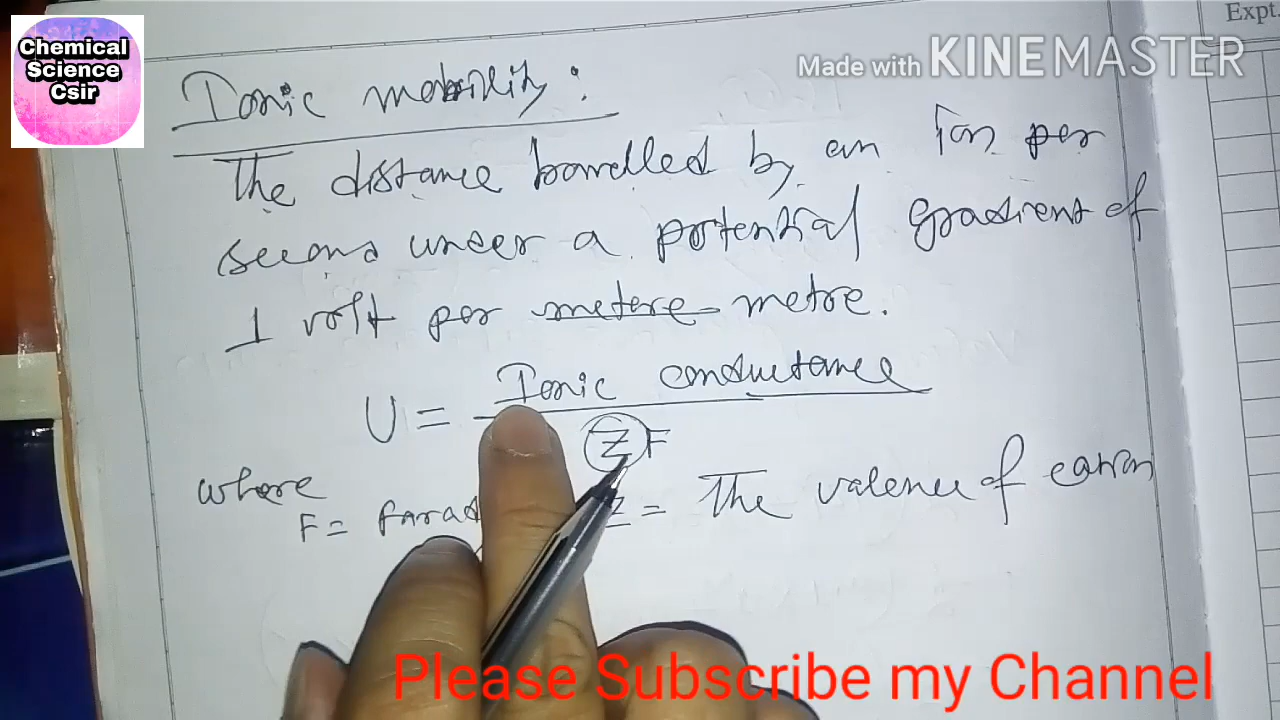 Chemical
Science
Csir
Made with KINEMASTER
Expt.
Ionic mobility :
The distance travelled by an ion per
second under a potential gradient of
1 volt per metere metre.
U = Ionic conductance
Z F
where
F = Farad Z = The valence of cation
Please Subscribe my Channel